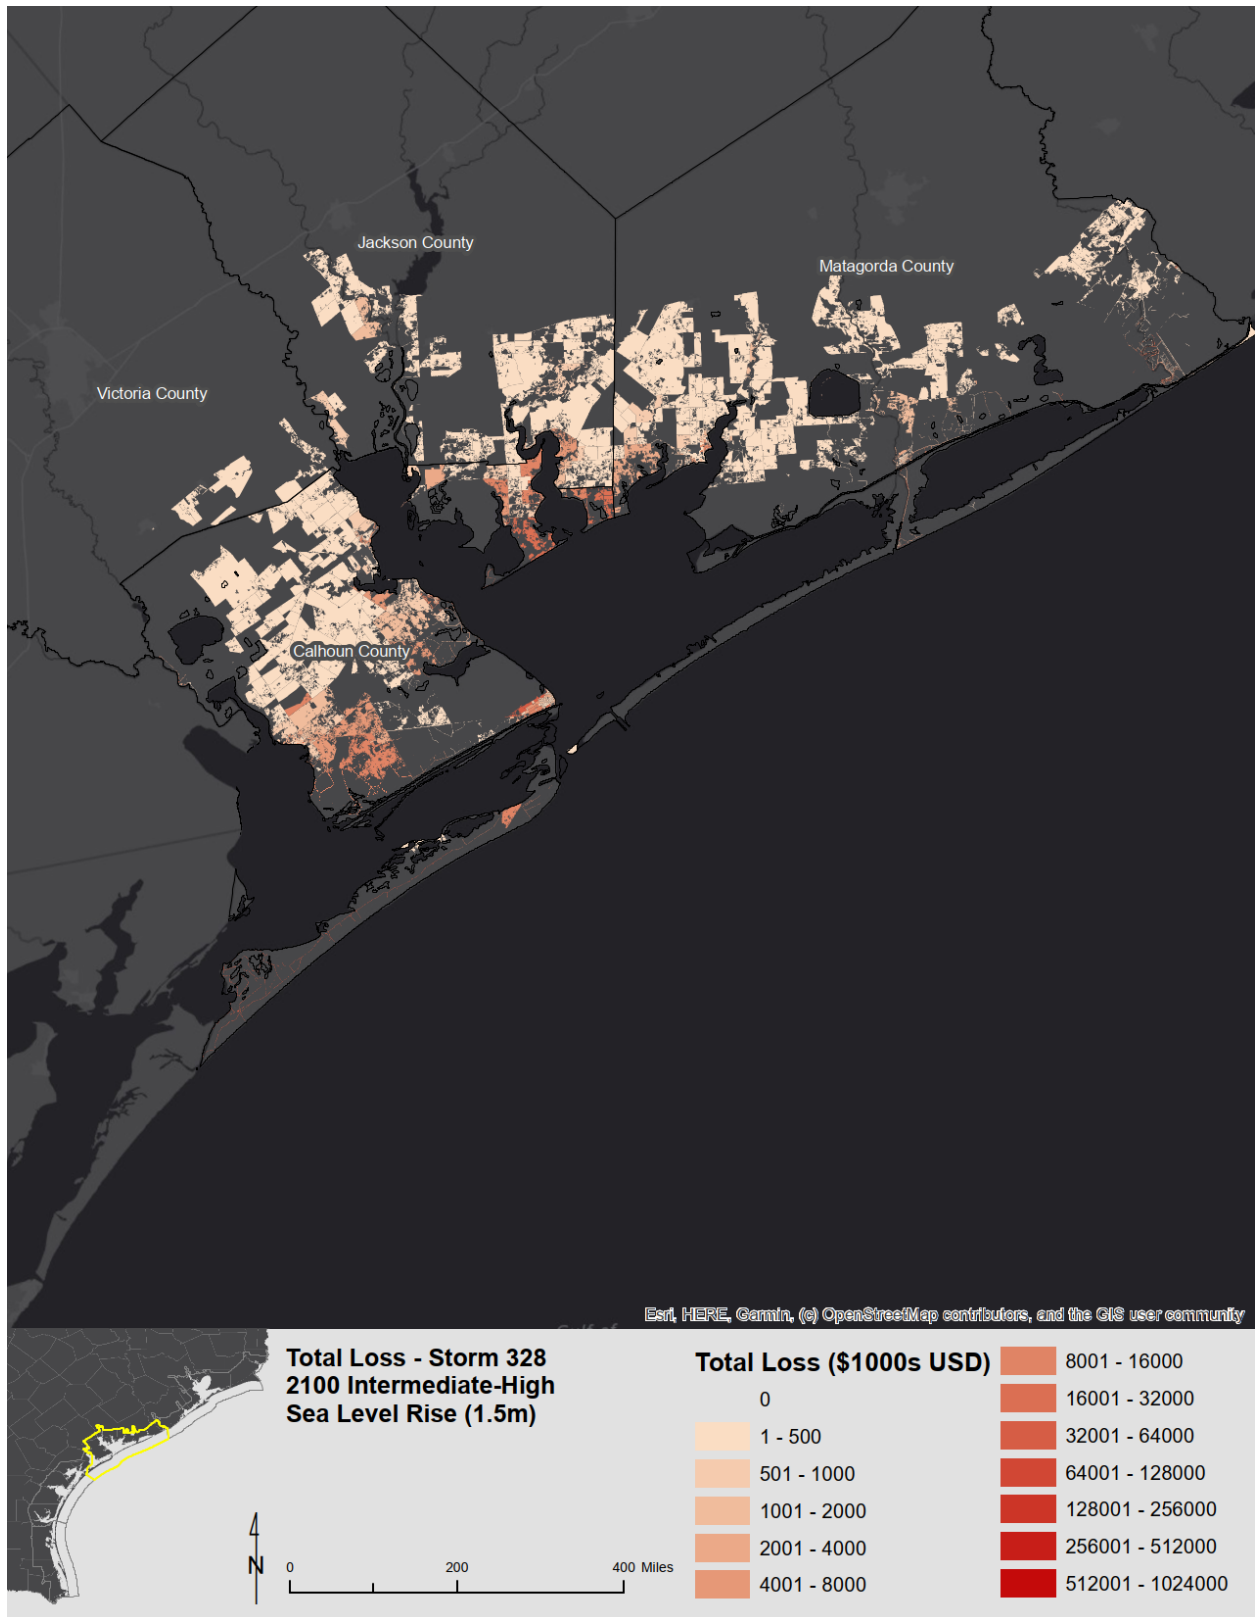 Jackson County
Matagorda County
Victoria County
Calhoun County
Esri, HERE, Garmin, (c) OpenStreetMap contributors, and the GIS user community
Gulf of
Total Loss - Storm 328
2100 Intermediate-High
Sea Level Rise (1.5m)
N
0 200 400 Miles
Total Loss ($1000s USD)
0
1 - 500
501 - 1000
1001 - 2000
2001 - 4000
4001 - 8000
8001 - 16000
16001 - 32000
32001 - 64000
64001 - 128000
128001 - 256000
256001 - 512000
512001 - 1024000